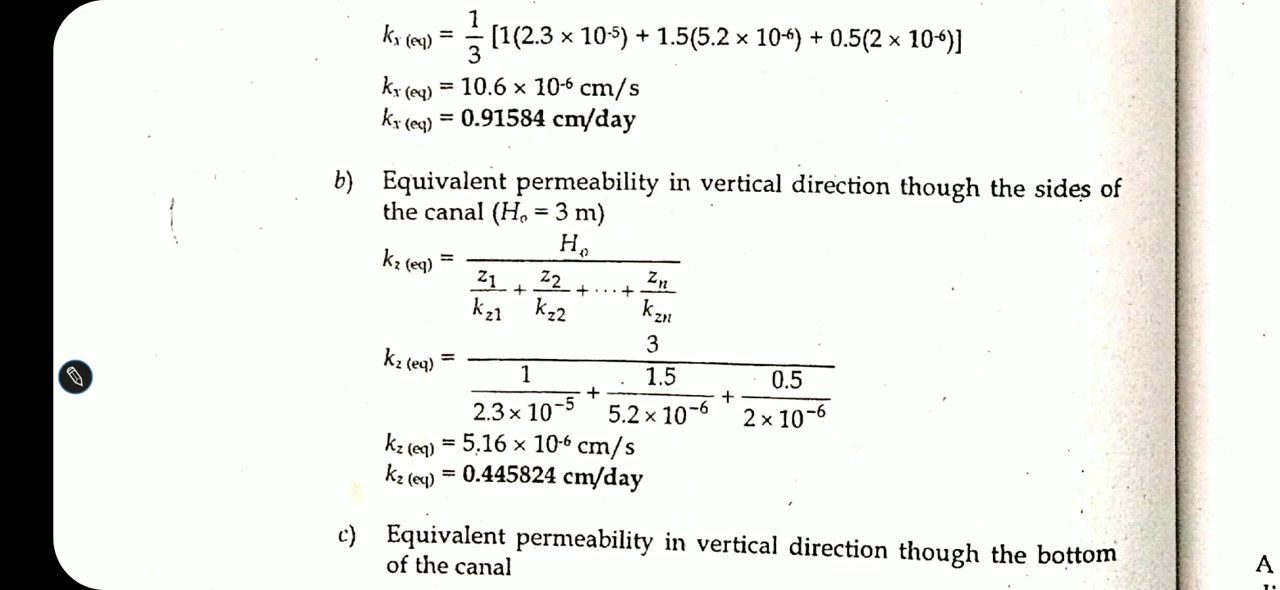 kx (eq) = 1/3 [1(2.3 × 10-5) + 1.5(5.2 × 10-6) + 0.5(2 × 10-6)]
kx (eq) = 10.6 × 10-6 cm/s
kx (eq) = 0.91584 cm/day
b) Equivalent permeability in vertical direction though the sides of
the canal (Ho = 3 m)
kz (eq) = Ho / (z1/kz1 + z2/kz2 + ··· + zn/kzn)
kz (eq) = 3 / (1/(2.3 × 10−5) + 1.5/(5.2 × 10−6) + 0.5/(2 × 10−6))
kz (eq) = 5.16 × 10-6 cm/s
kz (eq) = 0.445824 cm/day
c) Equivalent permeability in vertical direction though the bottom
of the canal
A